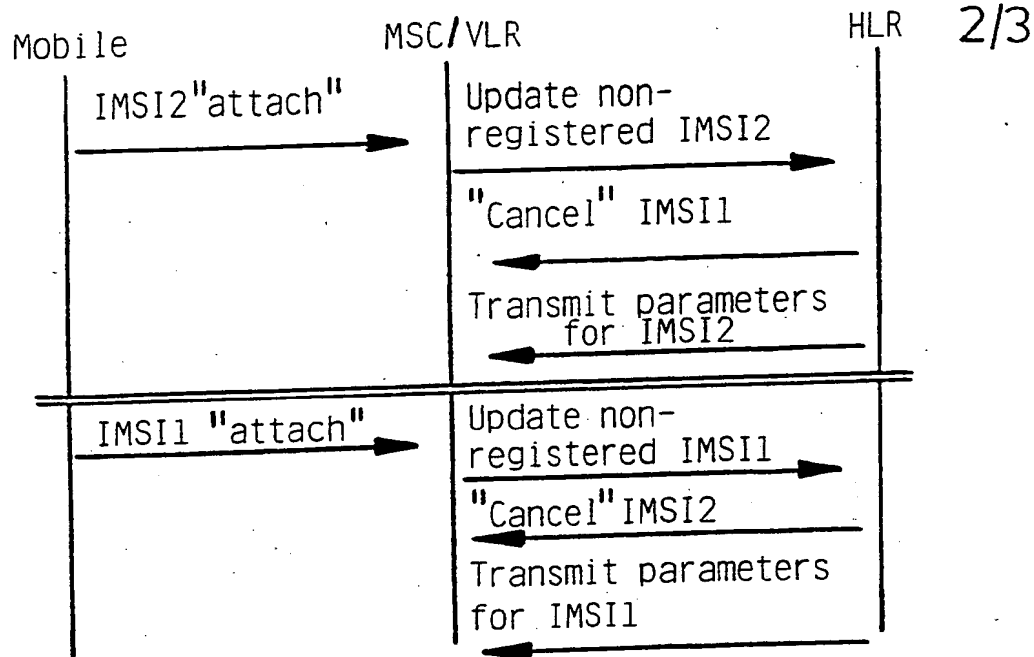 Mobile
MSC/VLR
HLR
2/3
IMSI2"attach"
Update non-
registered IMSI2
"Cancel" IMSI1
Transmit parameters
for IMSI2
IMSI1 "attach"
Update non-
registered IMSI1
"Cancel"IMSI2
Transmit parameters
for IMSI1